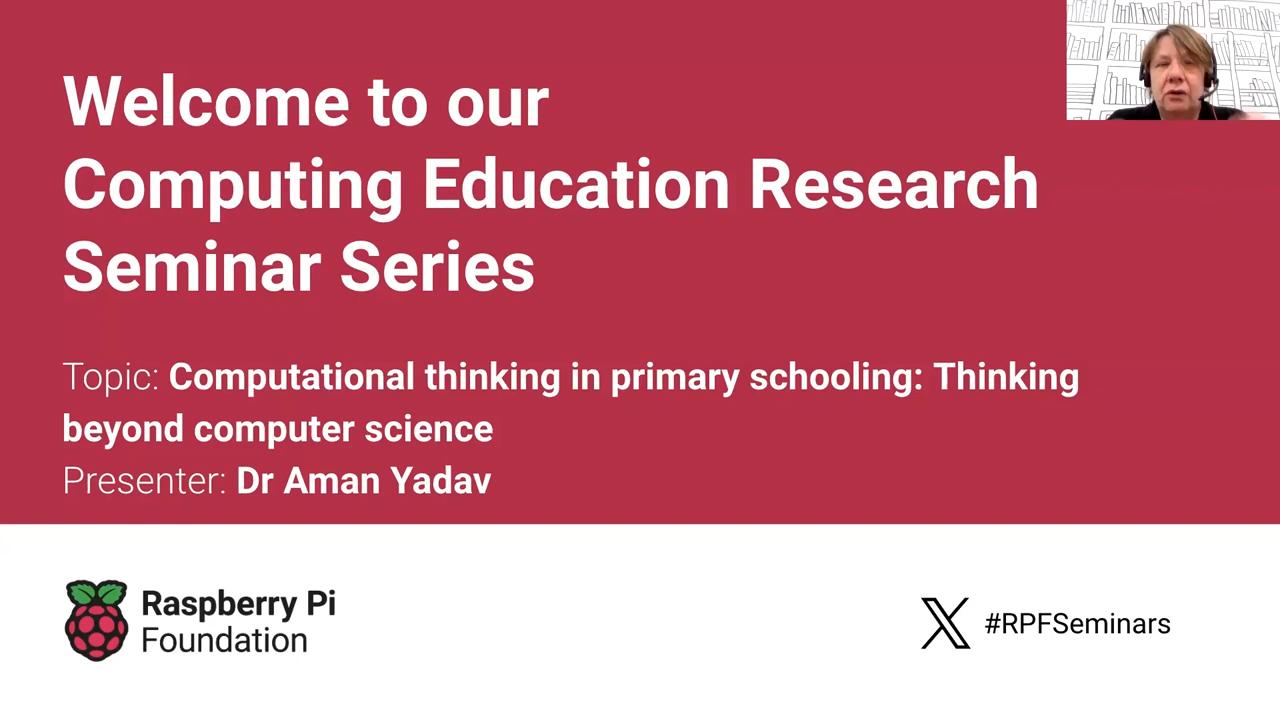 Welcome to our
Computing Education Research
Seminar Series
Topic: Computational thinking in primary schooling: Thinking
beyond computer science
Presenter: Dr Aman Yadav
Raspberry Pi
Foundation
#RPFSeminars